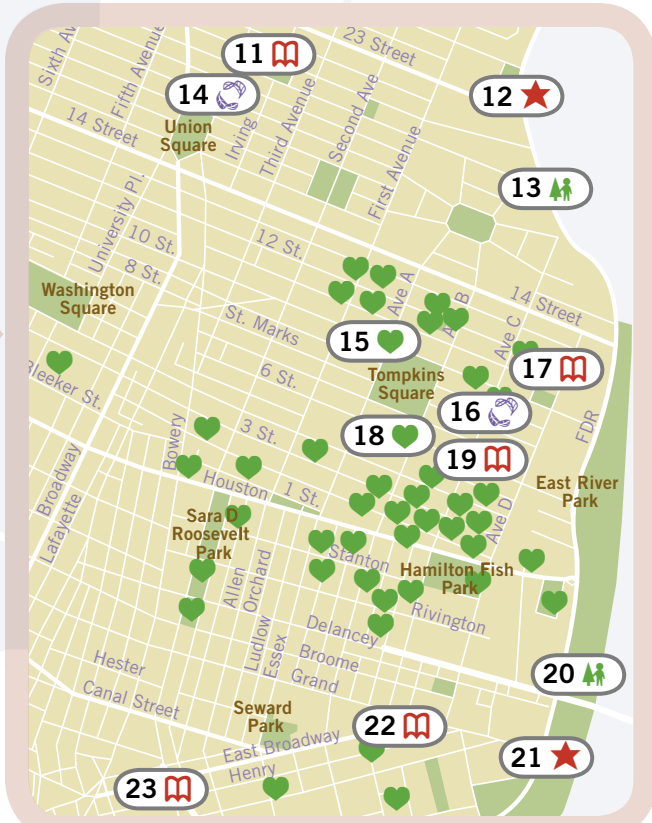 Sixth Av
Fifth Avenue
11
23 Street
14
12
Union
Square
Irving
Third Avenue
Second Ave
First Avenue
14 Street
13
University Pl.
10 St.
8 St.
12 St.
Washington
Square
Ave A
B
Ave C
14 Street
St. Marks
15
Tompkins
Square
17
Bleeker St.
6 St.
16
FDR
Bowery
3 St.
18
19
Broadway
Lafayette
Houston
1 St.
Ave D
East River
Park
Sara D
Roosevelt
Park
Stanton
Hamilton Fish
Park
Allen
Orchard
Rivington
Ludlow
Essex
Delancey
Broome
Grand
Hester
Canal Street
20
Seward
Park
22
East Broadway
Henry
21
23